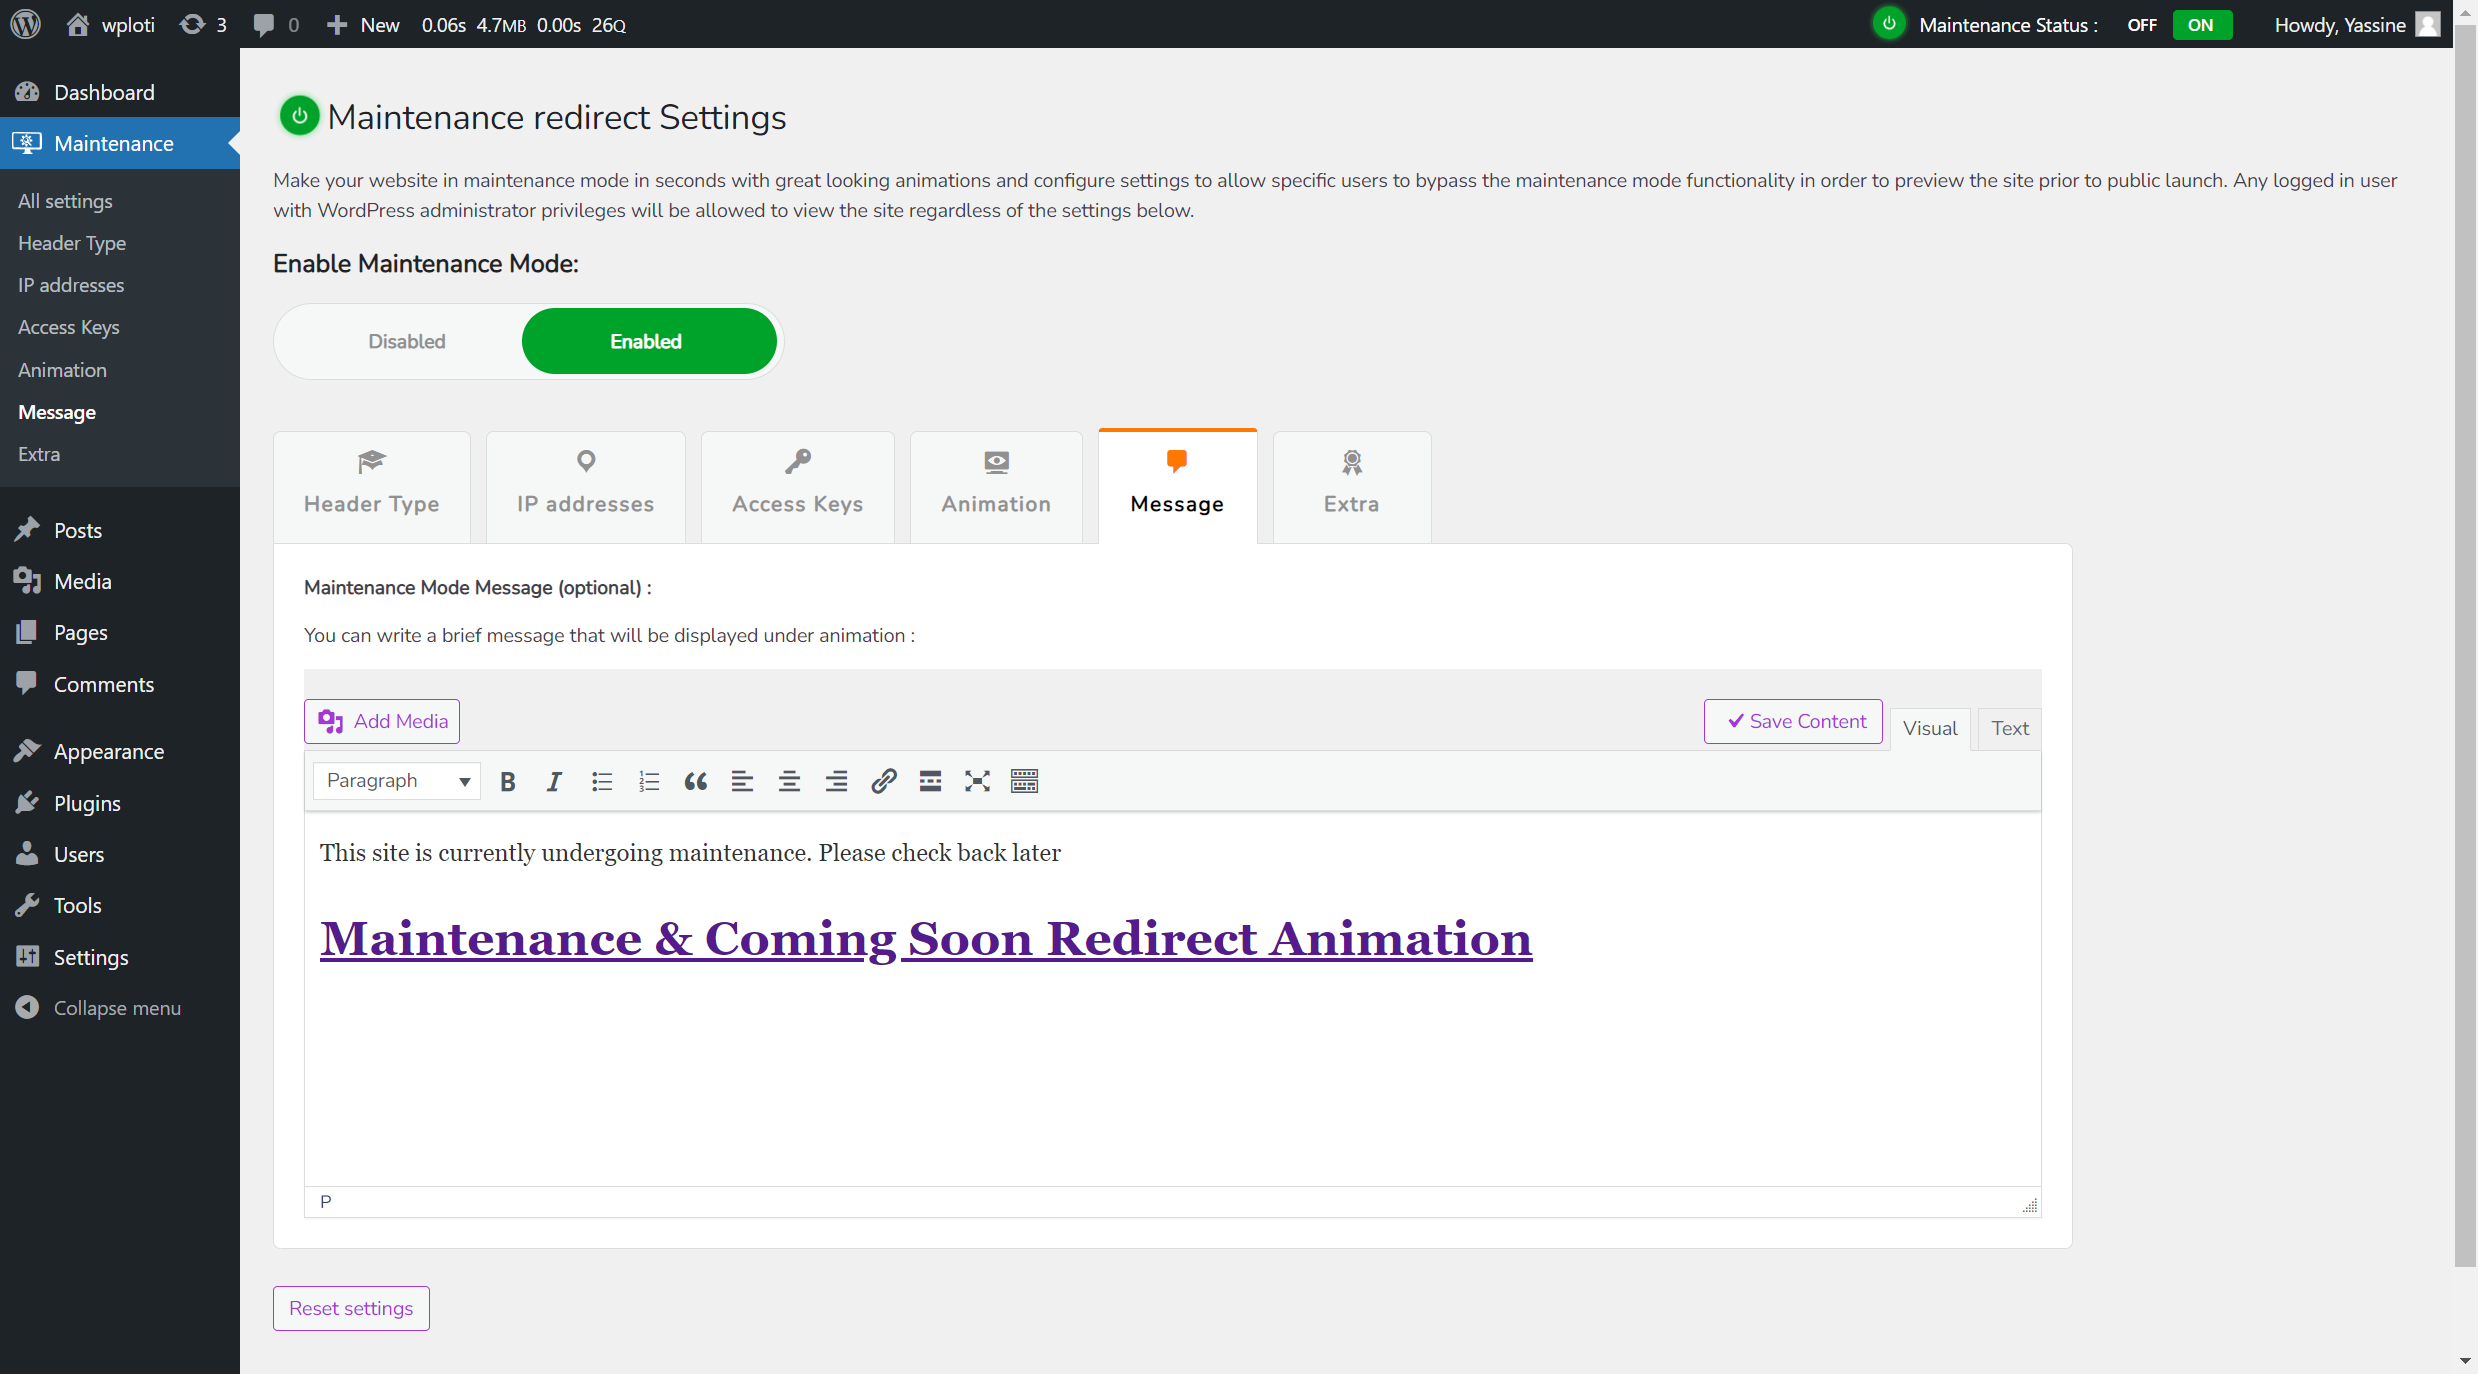 wploti 3 0 New 0.06s 4.7MB 0.00s 26Q Maintenance Status : OFF ON Howdy, Yassine
Dashboard
Maintenance
All settings
Header Type
IP addresses
Access Keys
Animation
Message
Extra
Posts
Media
Pages
Comments
Appearance
Plugins
Users
Tools
Settings
Collapse menu
Maintenance redirect Settings
Make your website in maintenance mode in seconds with great looking animations and configure settings to allow specific users to bypass the maintenance mode functionality in order to preview the site prior to public launch. Any logged in user
with WordPress administrator privileges will be allowed to view the site regardless of the settings below.
Enable Maintenance Mode:
Disabled Enabled
Header Type IP addresses Access Keys Animation Message Extra
Maintenance Mode Message (optional) :
You can write a brief message that will be displayed under animation :
Add Media Save Content Visual Text
Paragraph
This site is currently undergoing maintenance. Please check back later
Maintenance & Coming Soon Redirect Animation
P
Reset settings